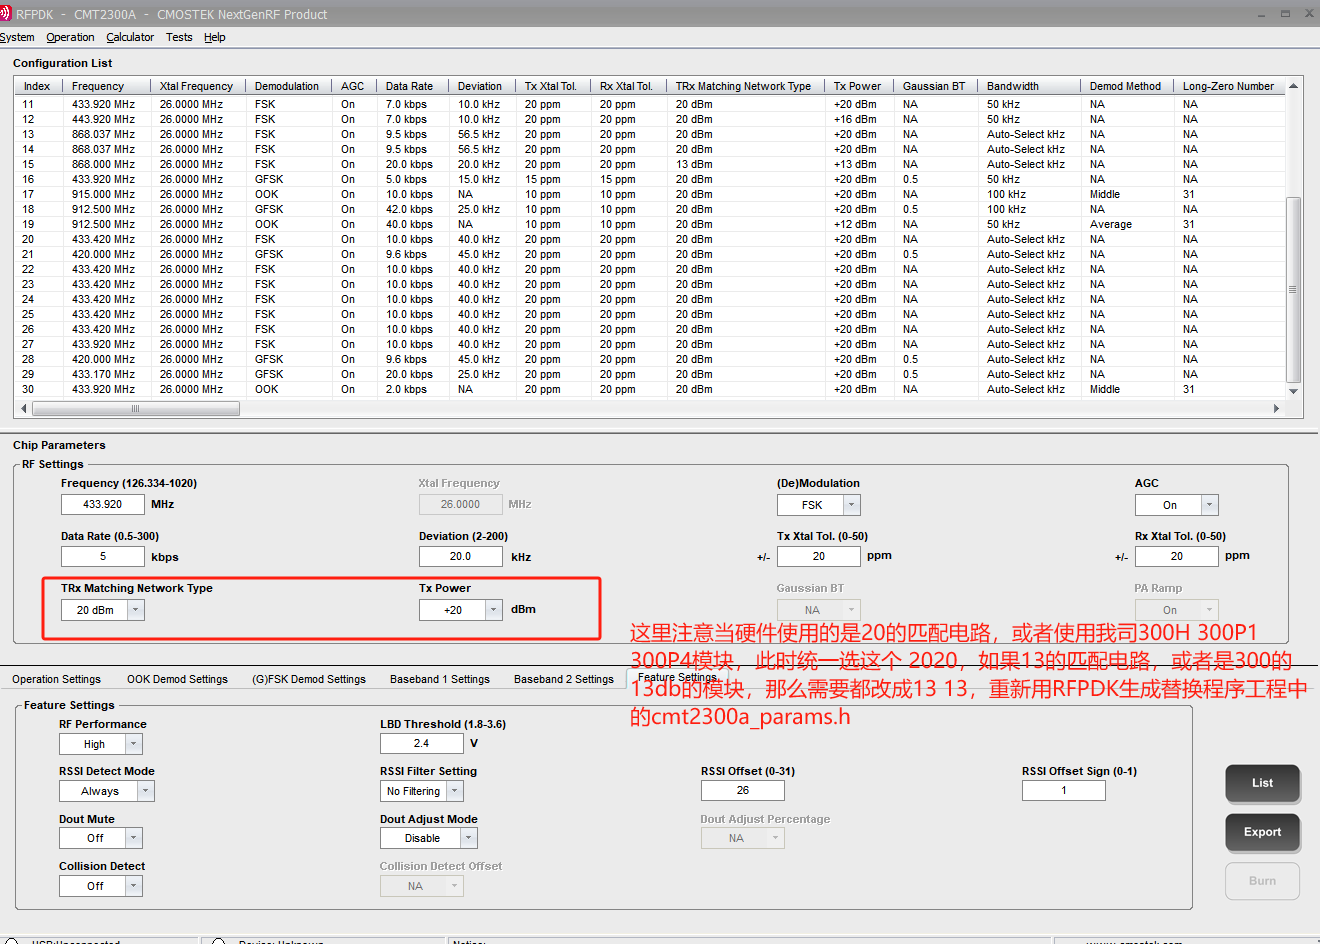 RFPDK - CMT2300A - CMOSTEK NextGenRF Product
System Operation Calculator Tests Help
Configuration List
Index Frequency Xtal Frequency Demodulation AGC Data Rate Deviation Tx Xtal Tol. Rx Xtal Tol. TRx Matching Network Type Tx Power Gaussian BT Bandwidth Demod Method Long-Zero Number
11 433.920 MHz 26.0000 MHz FSK On 7.0 kbps 10.0 kHz 20 ppm 20 ppm 20 dBm +20 dBm NA 50 kHz NA NA
12 443.920 MHz 26.0000 MHz FSK On 7.0 kbps 10.0 kHz 20 ppm 20 ppm 20 dBm +16 dBm NA 50 kHz NA NA
13 868.037 MHz 26.0000 MHz FSK On 9.5 kbps 56.5 kHz 20 ppm 20 ppm 20 dBm +20 dBm NA Auto-Select kHz NA NA
14 868.037 MHz 26.0000 MHz FSK On 9.5 kbps 56.5 kHz 20 ppm 20 ppm 20 dBm +20 dBm NA Auto-Select kHz NA NA
15 868.000 MHz 26.0000 MHz FSK On 20.0 kbps 20.0 kHz 20 ppm 20 ppm 13 dBm +13 dBm NA Auto-Select kHz NA NA
16 433.920 MHz 26.0000 MHz GFSK On 5.0 kbps 15.0 kHz 15 ppm 15 ppm 20 dBm +20 dBm 0.5 50 kHz NA NA
17 915.000 MHz 26.0000 MHz OOK On 10.0 kbps NA 10 ppm 10 ppm 20 dBm +20 dBm NA 100 kHz Middle 31
18 912.500 MHz 26.0000 MHz GFSK On 42.0 kbps 25.0 kHz 10 ppm 10 ppm 20 dBm +20 dBm 0.5 100 kHz NA NA
19 912.500 MHz 26.0000 MHz OOK On 40.0 kbps NA 10 ppm 10 ppm 20 dBm +12 dBm NA 50 kHz Average 31
20 433.420 MHz 26.0000 MHz FSK On 10.0 kbps 40.0 kHz 20 ppm 20 ppm 20 dBm +20 dBm NA Auto-Select kHz NA NA
21 420.000 MHz 26.0000 MHz GFSK On 9.6 kbps 45.0 kHz 20 ppm 20 ppm 20 dBm +20 dBm 0.5 Auto-Select kHz NA NA
22 433.420 MHz 26.0000 MHz FSK On 10.0 kbps 40.0 kHz 20 ppm 20 ppm 20 dBm +20 dBm NA Auto-Select kHz NA NA
23 433.420 MHz 26.0000 MHz FSK On 10.0 kbps 40.0 kHz 20 ppm 20 ppm 20 dBm +20 dBm NA Auto-Select kHz NA NA
24 433.420 MHz 26.0000 MHz FSK On 10.0 kbps 40.0 kHz 20 ppm 20 ppm 20 dBm +20 dBm NA Auto-Select kHz NA NA
25 433.420 MHz 26.0000 MHz FSK On 10.0 kbps 40.0 kHz 20 ppm 20 ppm 20 dBm +20 dBm NA Auto-Select kHz NA NA
26 433.420 MHz 26.0000 MHz FSK On 10.0 kbps 40.0 kHz 20 ppm 20 ppm 20 dBm +20 dBm NA Auto-Select kHz NA NA
27 433.920 MHz 26.0000 MHz FSK On 10.0 kbps 40.0 kHz 20 ppm 20 ppm 20 dBm +20 dBm NA Auto-Select kHz NA NA
28 420.000 MHz 26.0000 MHz GFSK On 9.6 kbps 45.0 kHz 20 ppm 20 ppm 20 dBm +20 dBm 0.5 Auto-Select kHz NA NA
29 433.170 MHz 26.0000 MHz GFSK On 20.0 kbps 25.0 kHz 20 ppm 20 ppm 20 dBm +20 dBm 0.5 Auto-Select kHz NA NA
30 433.920 MHz 26.0000 MHz OOK On 2.0 kbps NA 20 ppm 20 ppm 20 dBm +20 dBm NA Auto-Select kHz Middle 31
Chip Parameters
RF Settings
Frequency (126.334-1020) Xtal Frequency (De)Modulation AGC
433.920 MHz 26.0000 MHz FSK On
Data Rate (0.5-300) Deviation (2-200) Tx Xtal Tol. (0-50) Rx Xtal Tol. (0-50)
5 kbps 20.0 kHz +/- 20 ppm +/- 20 ppm
TRx Matching Network Type Tx Power Gaussian BT PA Ramp
20 dBm +20 dBm NA On
这里注意当硬件使用的是20的匹配电路，或者使用我司300H 300P1
300P4模块，此时统一选这个 2020，如果13的匹配电路，或者是300的
13db的模块，那么需要都改成13 13，重新用RFPDK生成替换程序工程中
的cmt2300a_params.h
Operation Settings OOK Demod Settings (G)FSK Demod Settings Baseband 1 Settings Baseband 2 Settings Feature Settings
Feature Settings
RF Performance LBD Threshold (1.8-3.6)
High 2.4 V
RSSI Detect Mode RSSI Filter Setting RSSI Offset (0-31) RSSI Offset Sign (0-1)
Always No Filtering 26 1
Dout Mute Dout Adjust Mode Dout Adjust Percentage
Off Disable NA
Collision Detect Collision Detect Offset
Off NA
List
Export
Burn
USB:Unconnected Device: Unknown Notice: www.cmostek.com